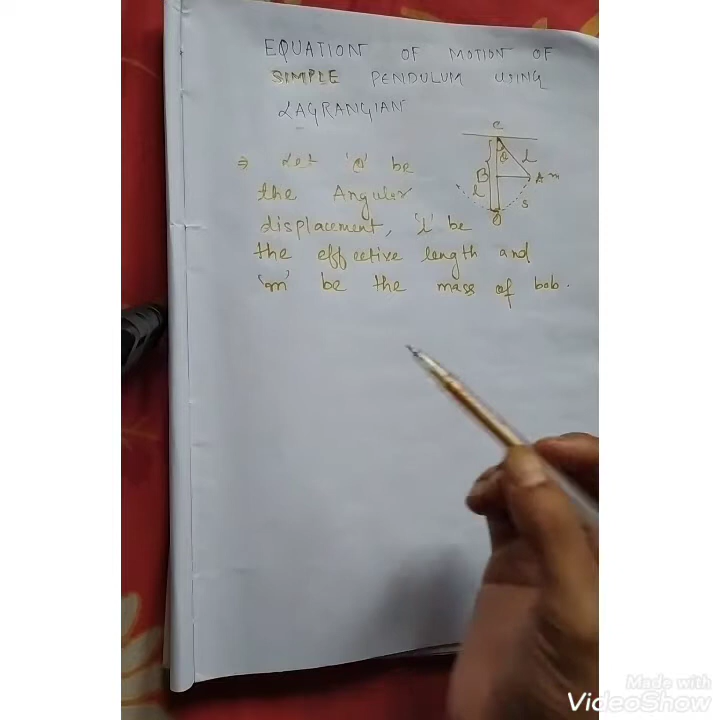 EQUATION OF MOTION OF
SIMPLE PENDULUM USING
LAGRANGIAN
⇒ Let 'θ' be
the Angular
displacement, 'l' be
the effective length and
'm' be the mass of bob.
C
θ
l
B
A m
l
s
O
Made with
VideoShow